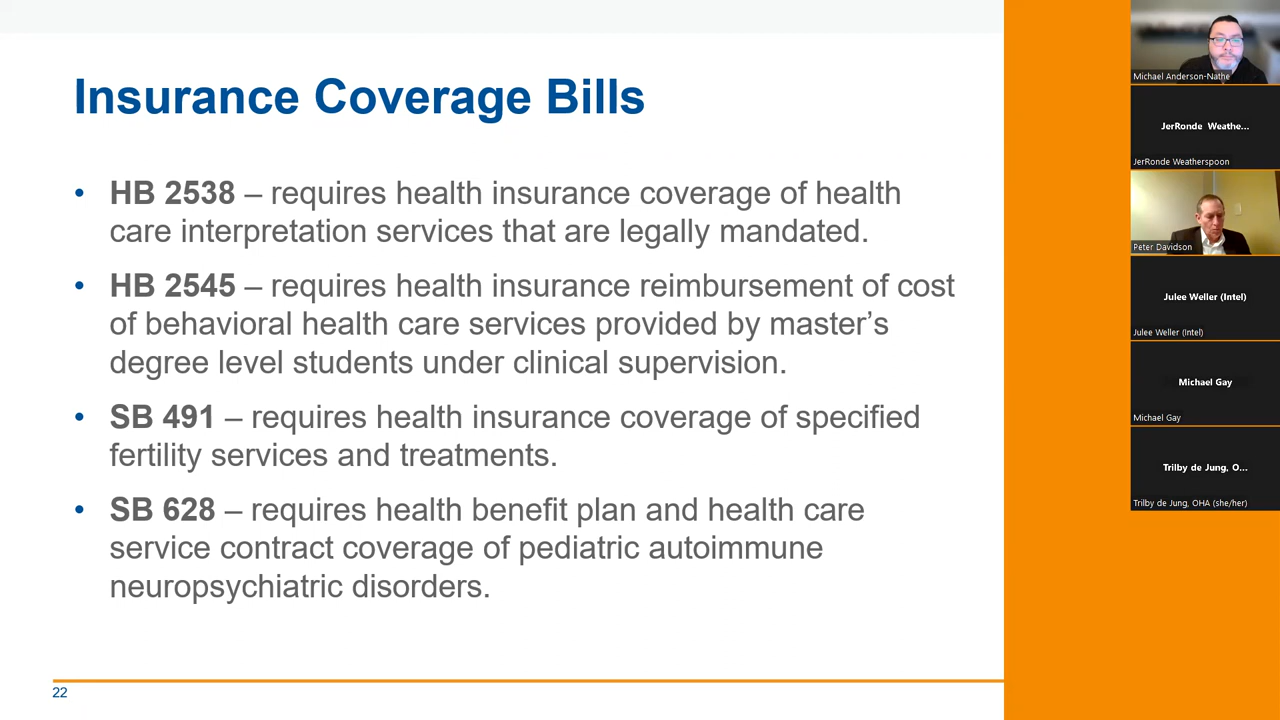 Insurance Coverage Bills
• HB 2538 – requires health insurance coverage of health
care interpretation services that are legally mandated.
• HB 2545 – requires health insurance reimbursement of cost
of behavioral health care services provided by master’s
degree level students under clinical supervision.
• SB 491 – requires health insurance coverage of specified
fertility services and treatments.
• SB 628 – requires health benefit plan and health care
service contract coverage of pediatric autoimmune
neuropsychiatric disorders.
22
Michael Anderson-Nathe
JerRonde Weathe...
JerRonde Weatherspoon
Peter Davidson
Julee Weller (Intel)
Julee Weller (Intel)
Michael Gay
Michael Gay
Trilby de Jung, O...
Trilby de Jung, OHA (she/her)